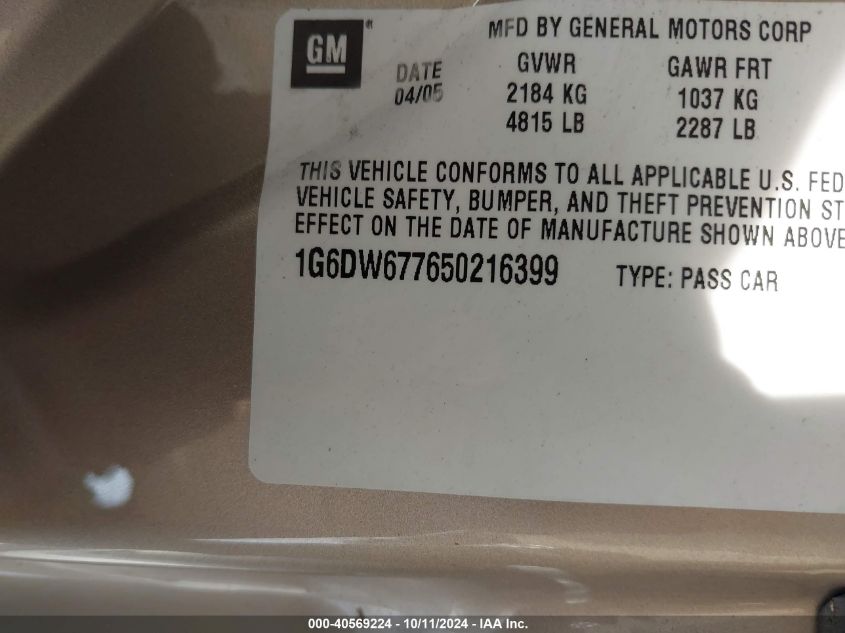 GM
MFD BY GENERAL MOTORS CORP
DATE GVWR GAWR FRT
04/05 2184 KG 1037 KG
4815 LB 2287 LB
THIS VEHICLE CONFORMS TO ALL APPLICABLE U.S. FED
VEHICLE SAFETY, BUMPER, AND THEFT PREVENTION ST
EFFECT ON THE DATE OF MANUFACTURE SHOWN ABOVE
1G6DW677650216399 TYPE: PASS CAR
000-40569224 - 10/11/2024 - IAA Inc.